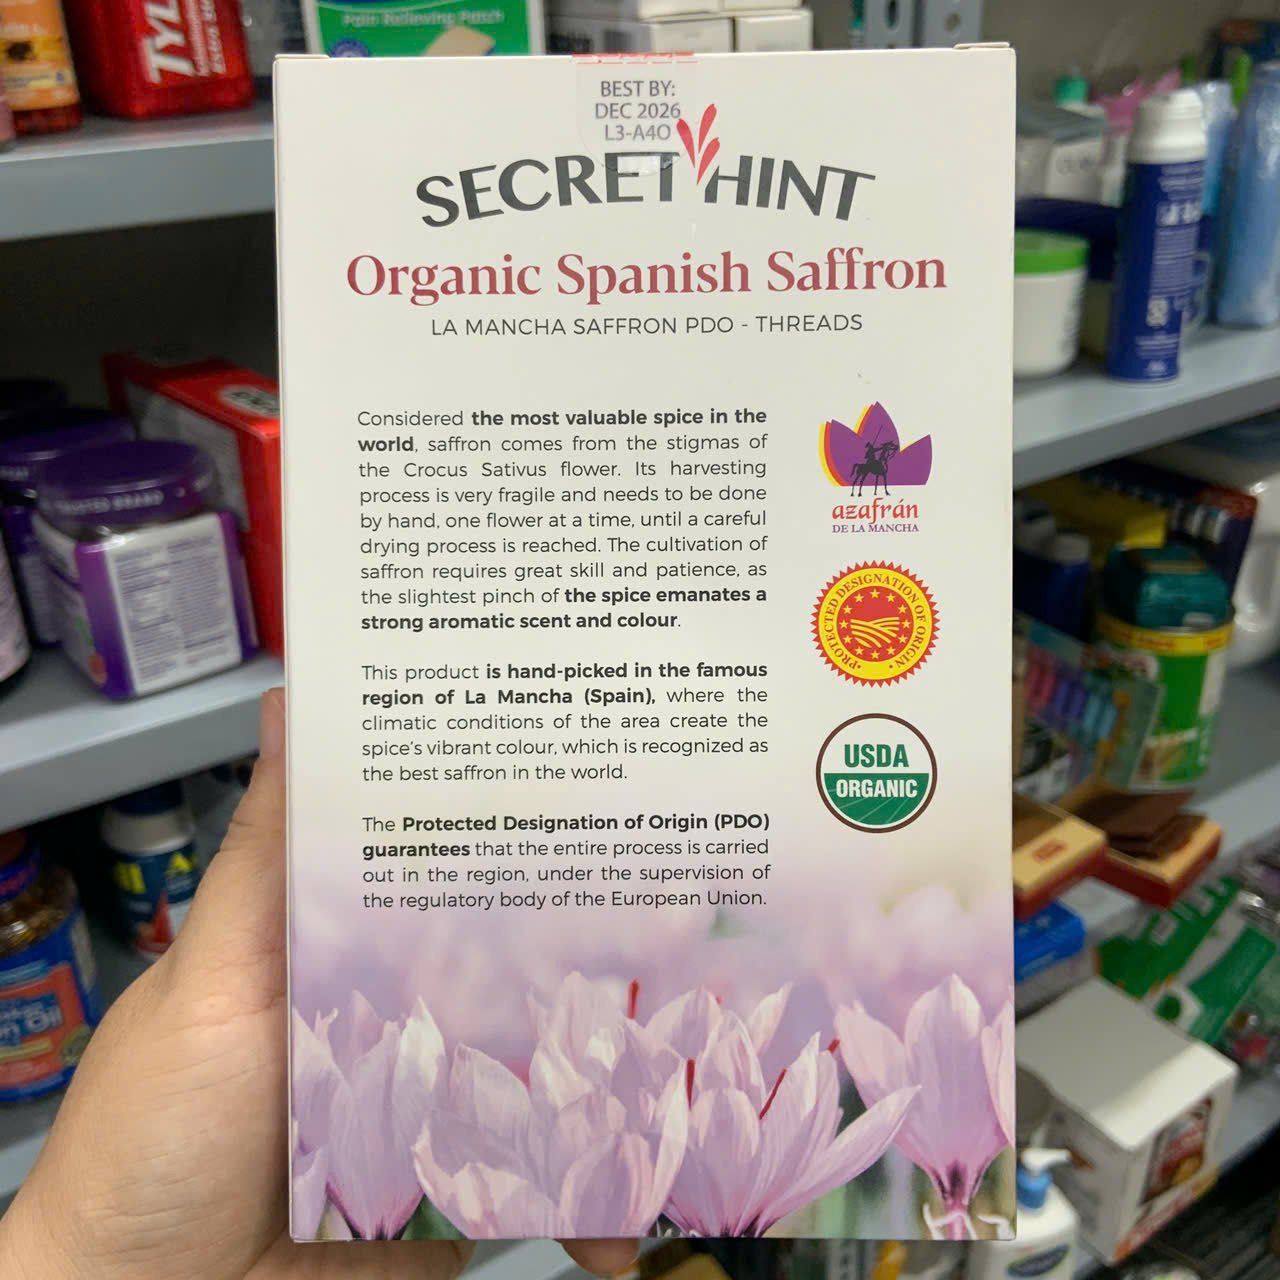 Pain Relieving Patch
TYL
BEST BY:
DEC 2026
L3-A4O
SECRET HINT
Organic Spanish Saffron
LA MANCHA SAFFRON PDO - THREADS
Considered the most valuable spice in the
world, saffron comes from the stigmas of
the Crocus Sativus flower. Its harvesting
process is very fragile and needs to be done
by hand, one flower at a time, until a careful
drying process is reached. The cultivation of
saffron requires great skill and patience, as
the slightest pinch of the spice emanates a
strong aromatic scent and colour.
This product is hand-picked in the famous
region of La Mancha (Spain), where the
climatic conditions of the area create the
spice's vibrant colour, which is recognized as
the best saffron in the world.
The Protected Designation of Origin (PDO)
guarantees that the entire process is carried
out in the region, under the supervision of
the regulatory body of the European Union.
azafrán
DE LA MANCHA
PROTECTED DESIGNATION OF ORIGIN
USDA
ORGANIC